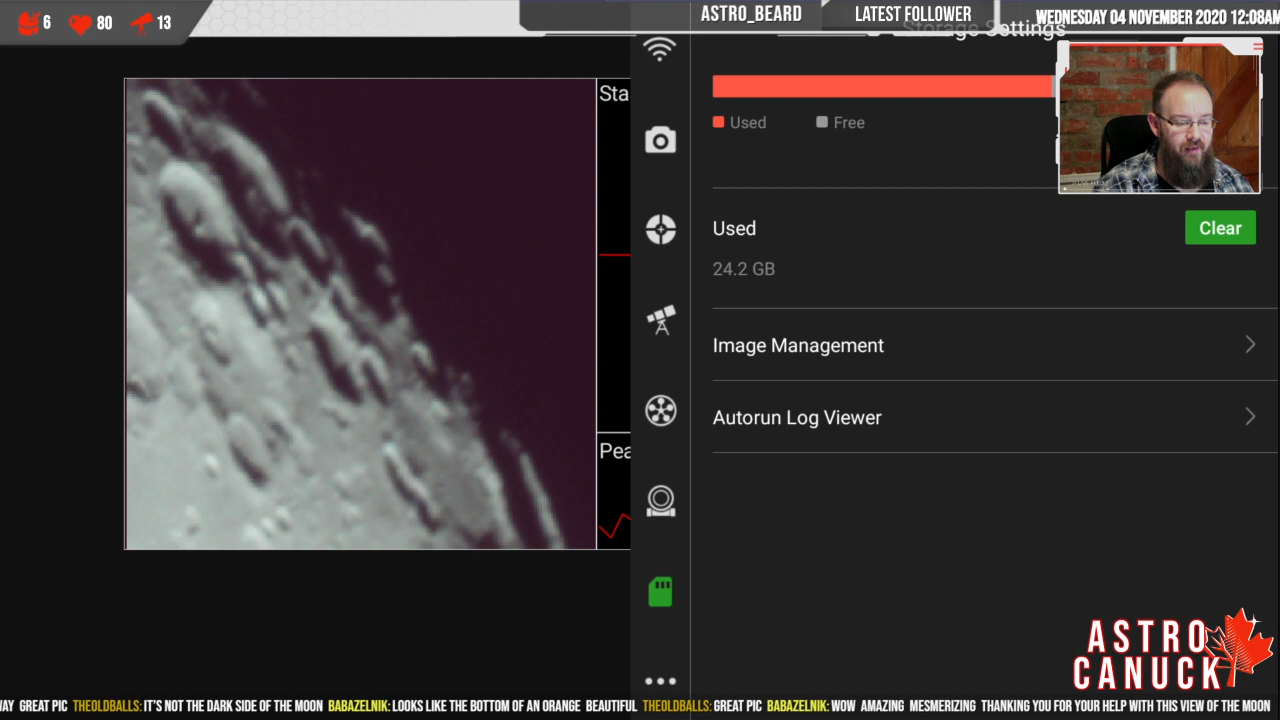 6 80 13
ASTRO_BEARD
LATEST FOLLOWER
WEDNESDAY 04 NOVEMBER 2020 12:08AM
Storage Settings
Sta
Used
Free
Used
Clear
24.2 GB
Image Management
Autorun Log Viewer
Pea
ASTRO
CANUCK
WAY GREAT PIC THEOLDBALLS: IT'S NOT THE DARK SIDE OF THE MOON BABAZELNIK: LOOKS LIKE THE BOTTOM OF AN ORANGE BEAUTIFUL THEOLDBALLS: GREAT PIC BABAZELNIK: WOW AMAZING MESMERIZING THANKING YOU FOR YOUR HELP WITH THIS VIEW OF THE MOON